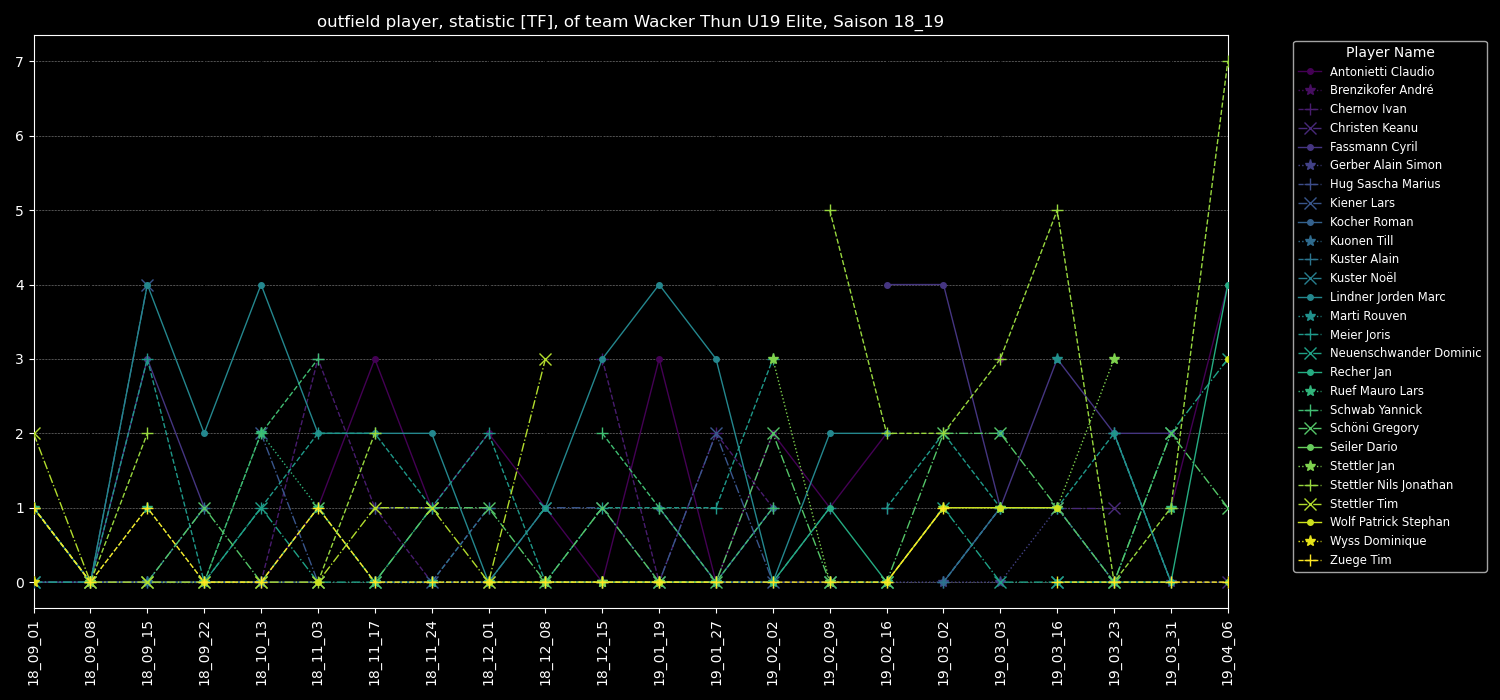 outfield player, statistic [TF], of team Wacker Thun U19 Elite, Saison 18_19
7
6
5
4
3
2
1
0
18_09_01
18_09_08
18_09_15
18_09_22
18_10_13
18_11_03
18_11_17
18_11_24
18_12_01
18_12_08
18_12_15
19_01_19
19_01_27
19_02_02
19_02_09
19_02_16
19_03_02
19_03_03
19_03_16
19_03_23
19_03_31
19_04_06
Player Name
Antonietti Claudio
Brenzikofer André
Chernov Ivan
Christen Keanu
Fassmann Cyril
Gerber Alain Simon
Hug Sascha Marius
Kiener Lars
Kocher Roman
Kuonen Till
Kuster Alain
Kuster Noël
Lindner Jorden Marc
Marti Rouven
Meier Joris
Neuenschwander Dominic
Recher Jan
Ruef Mauro Lars
Schwab Yannick
Schöni Gregory
Seiler Dario
Stettler Jan
Stettler Nils Jonathan
Stettler Tim
Wolf Patrick Stephan
Wyss Dominique
Zuege Tim